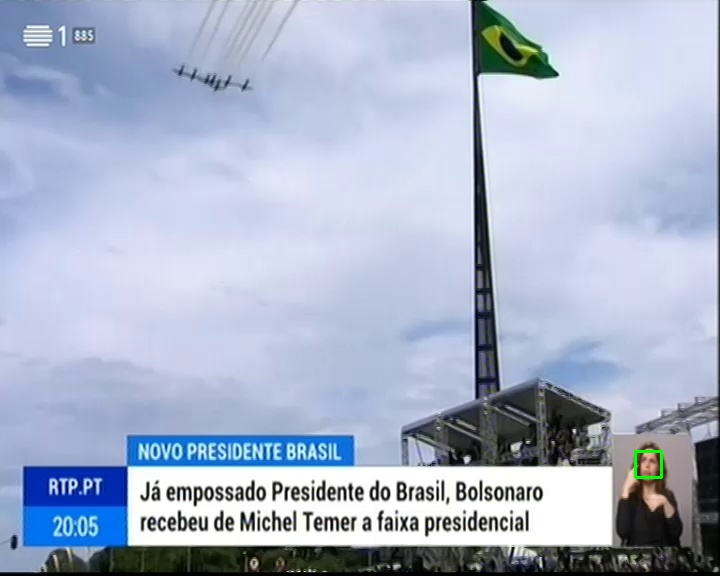 1 885
NOVO PRESIDENTE BRASIL
RTP.PT
Já empossado Presidente do Brasil, Bolsonaro
20:05
recebeu de Michel Temer a faixa presidencial